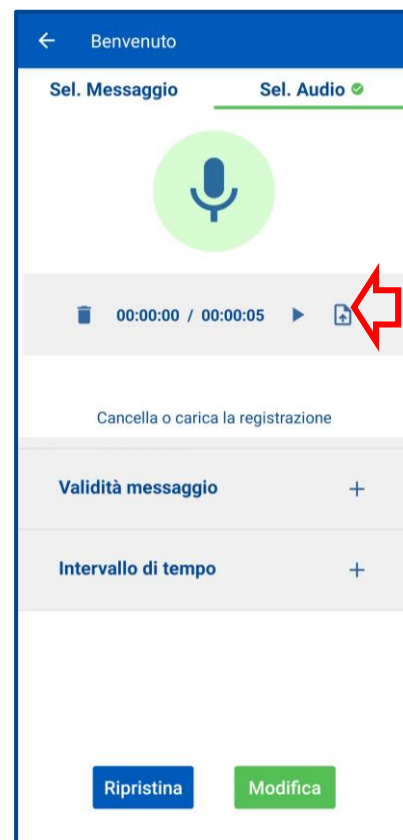 Benvenuto
Sel. Messaggio Sel. Audio
00:00:00 / 00:00:05
Cancella o carica la registrazione
Validità messaggio
Intervallo di tempo
Ripristina Modifica